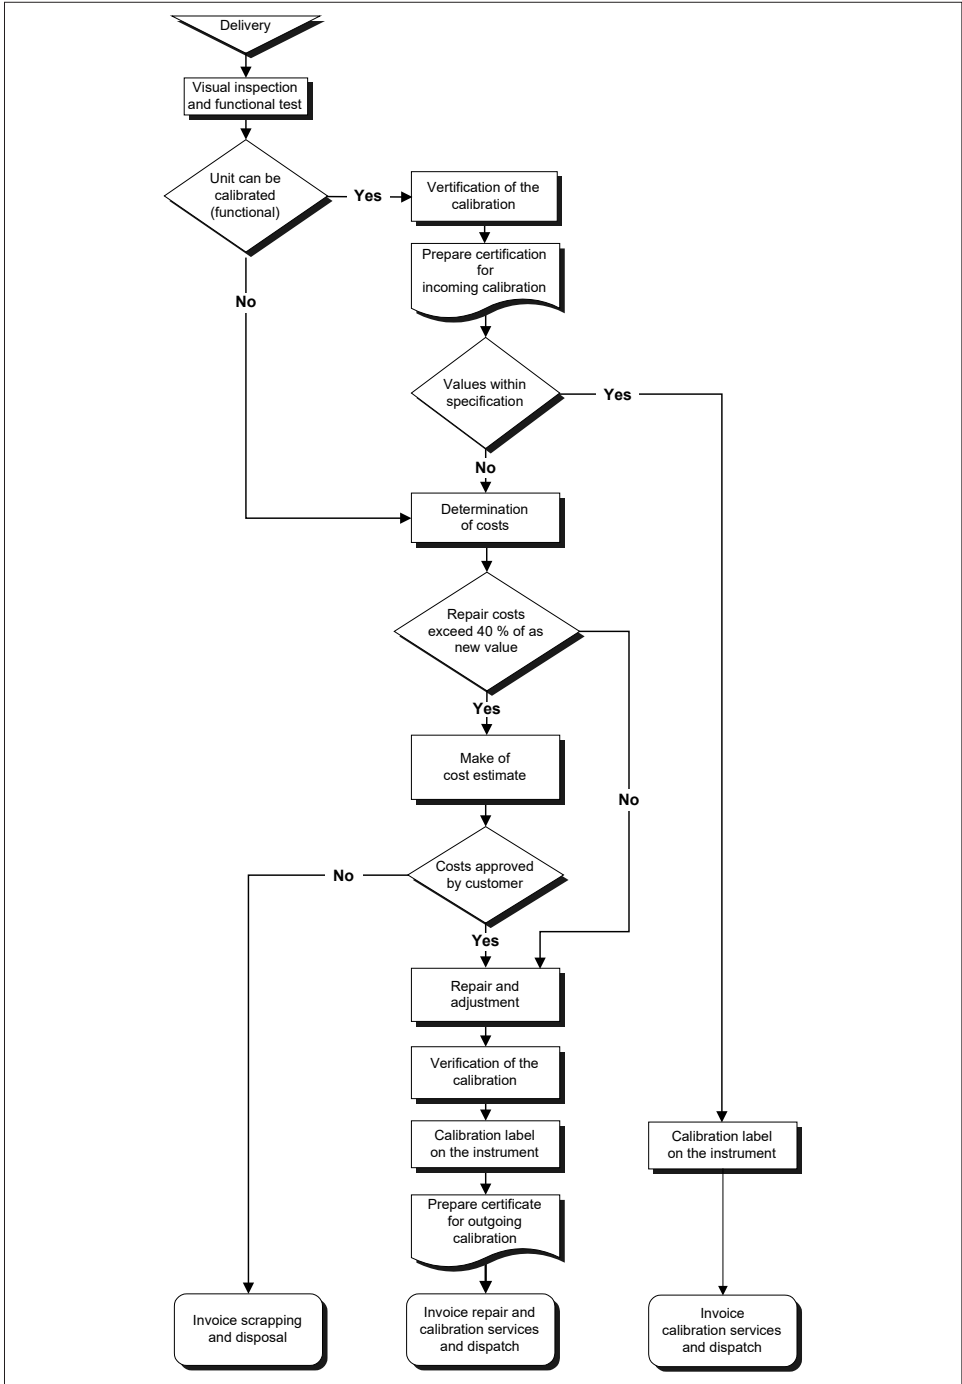 Delivery
Visual inspection
and functional test
Unit can be
calibrated
(functional)
Yes
Vertification of the
calibration
Prepare certification
for
incoming calibration
No
Values within
specification
Yes
No
Determination
of costs
Repair costs
exceed 40 % of as
new value
Yes
Make of
cost estimate
No
Costs approved
by customer
No
Yes
Repair and
adjustment
Verification of the
calibration
Calibration label
on the instrument
Calibration label
on the instrument
Prepare certificate
for outgoing
calibration
Invoice scrapping
and disposal
Invoice repair and
calibration services
and dispatch
Invoice
calibration services
and dispatch